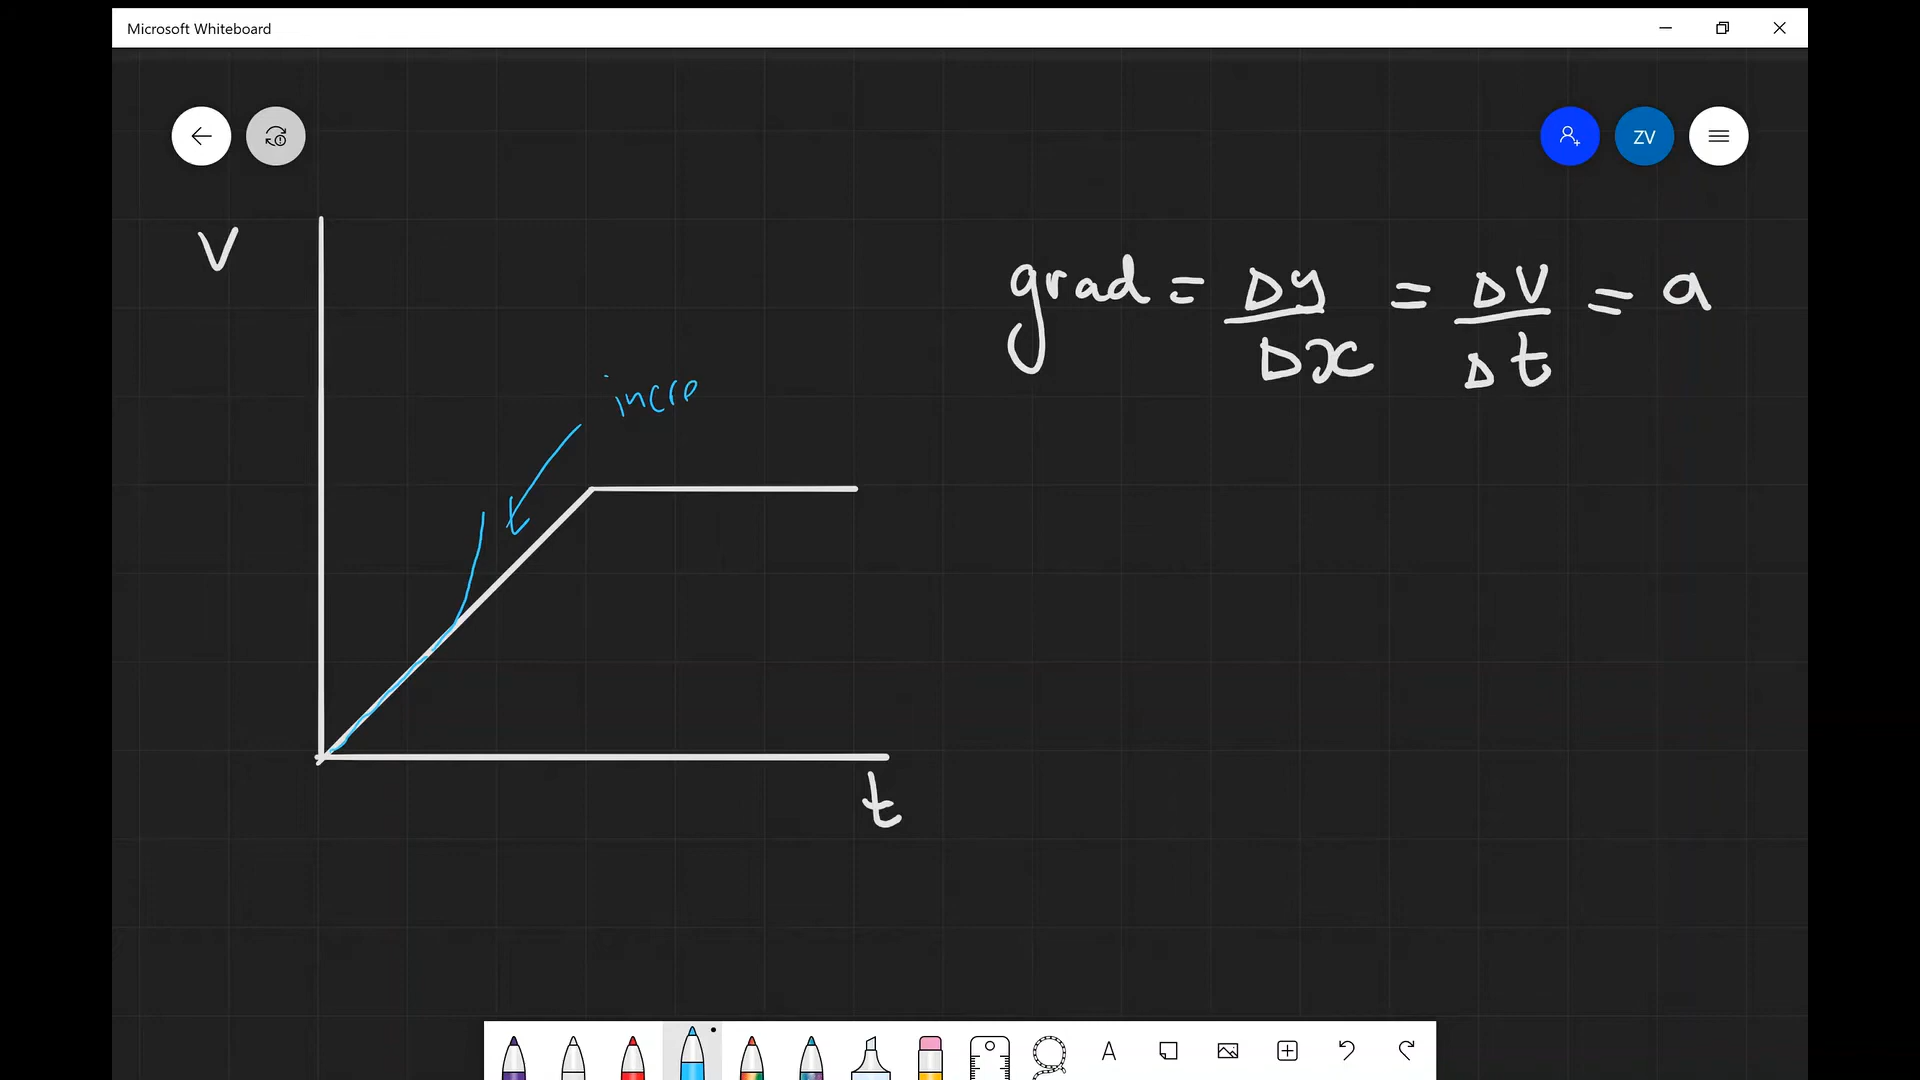 Microsoft Whiteboard
ZV
V
grad = Δy/Δx = ΔV/Δt = a
incre
t
A